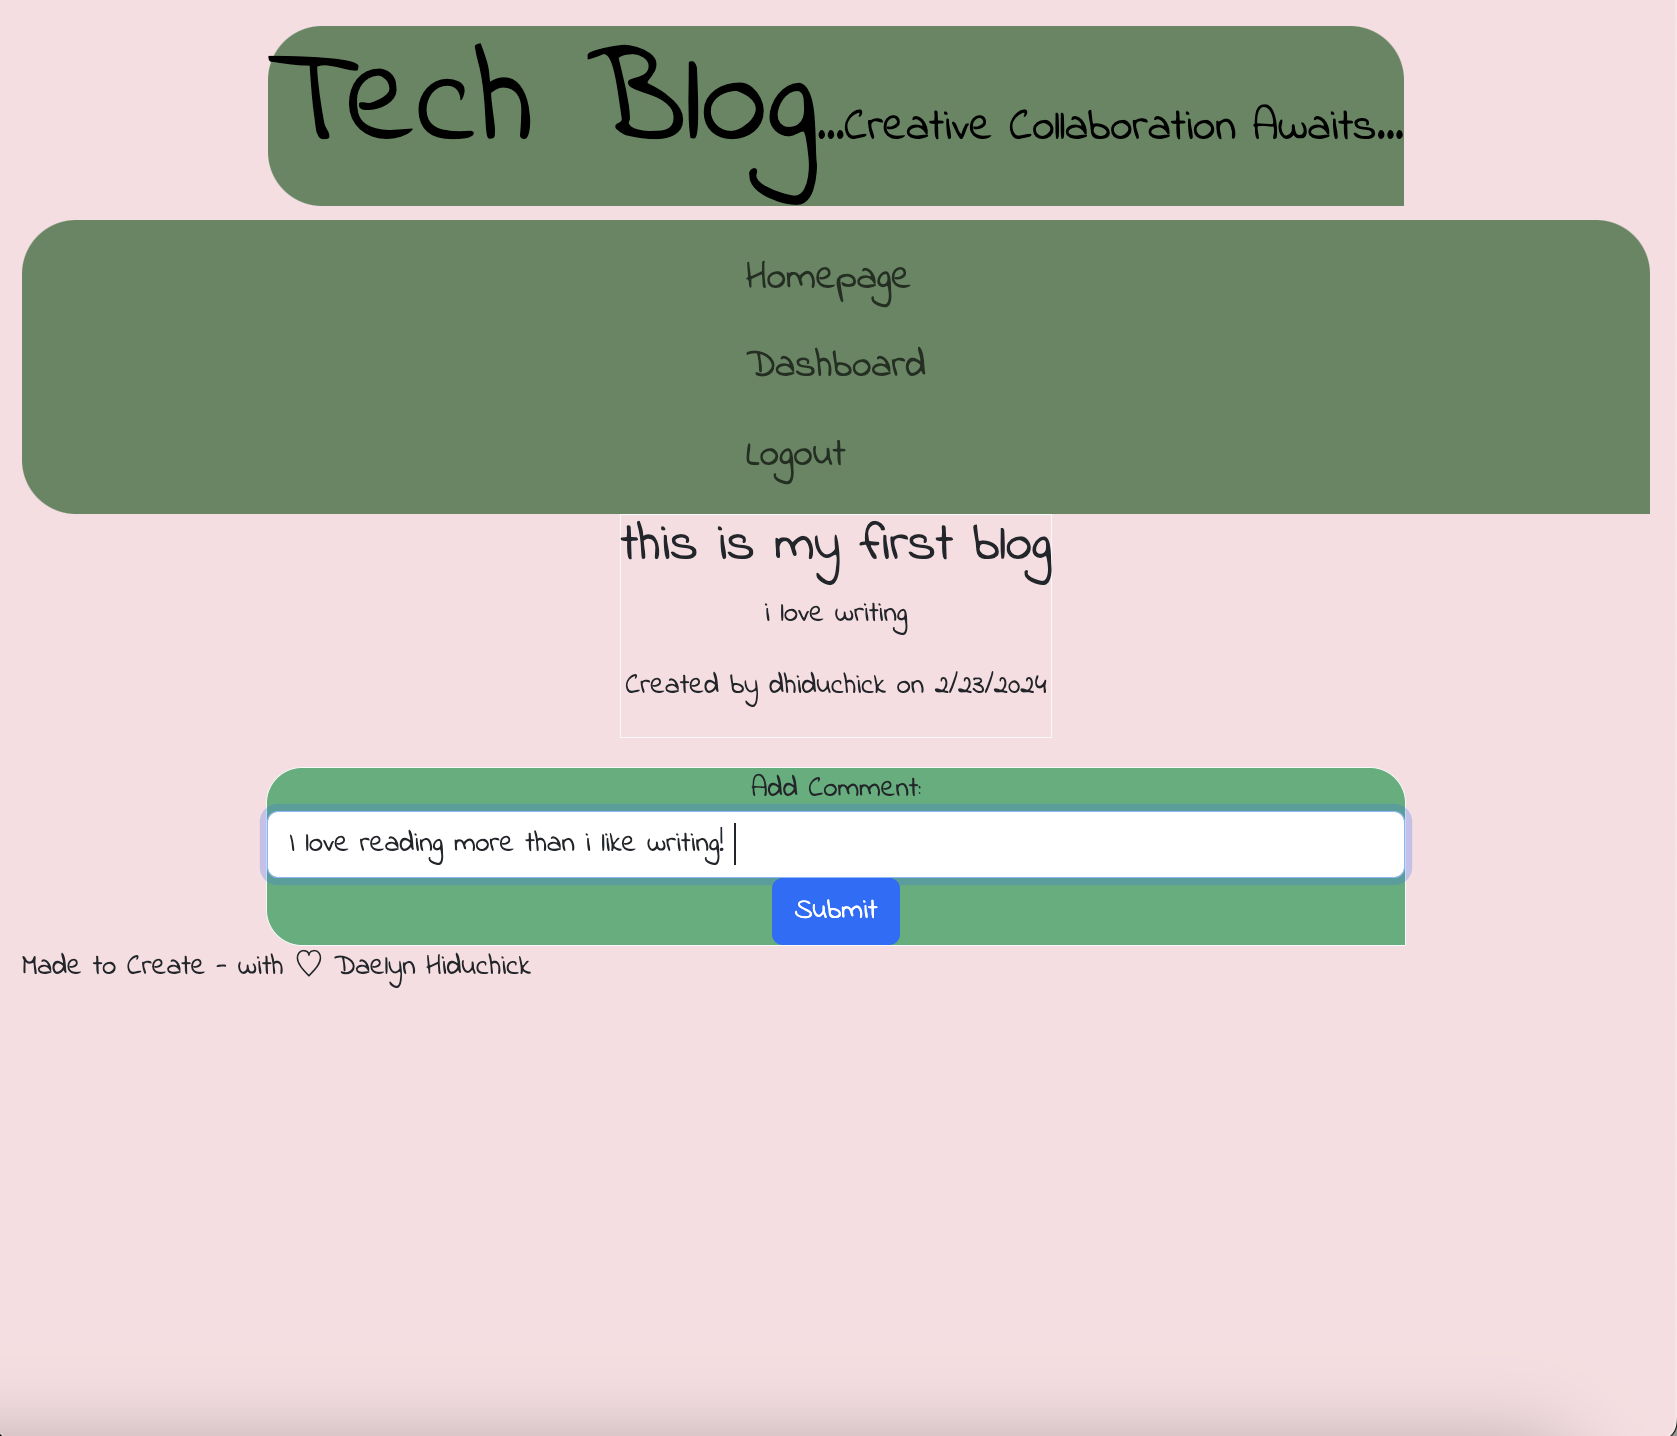 Tech Blog...Creative Collaboration Awaits...
Homepage
Dashboard
Logout
this is my first blog
i love writing
Created by dhiduchick on 2/23/2024
Add Comment:
I love reading more than i like writing!
Submit
Made to Create - with ♡ Daelyn Hiduchick